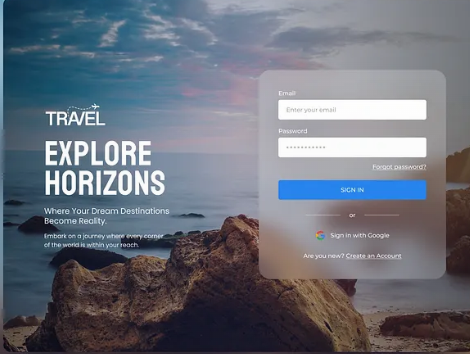 TRAVEL
EXPLORE
HORIZONS
Where Your Dream Destinations
Become Reality.
Embark on a journey where every corner
of the world is within your reach.
Email
Enter your email
Password
Forgot password?
SIGN IN
or
Sign in with Google
Are you new? Create an Account